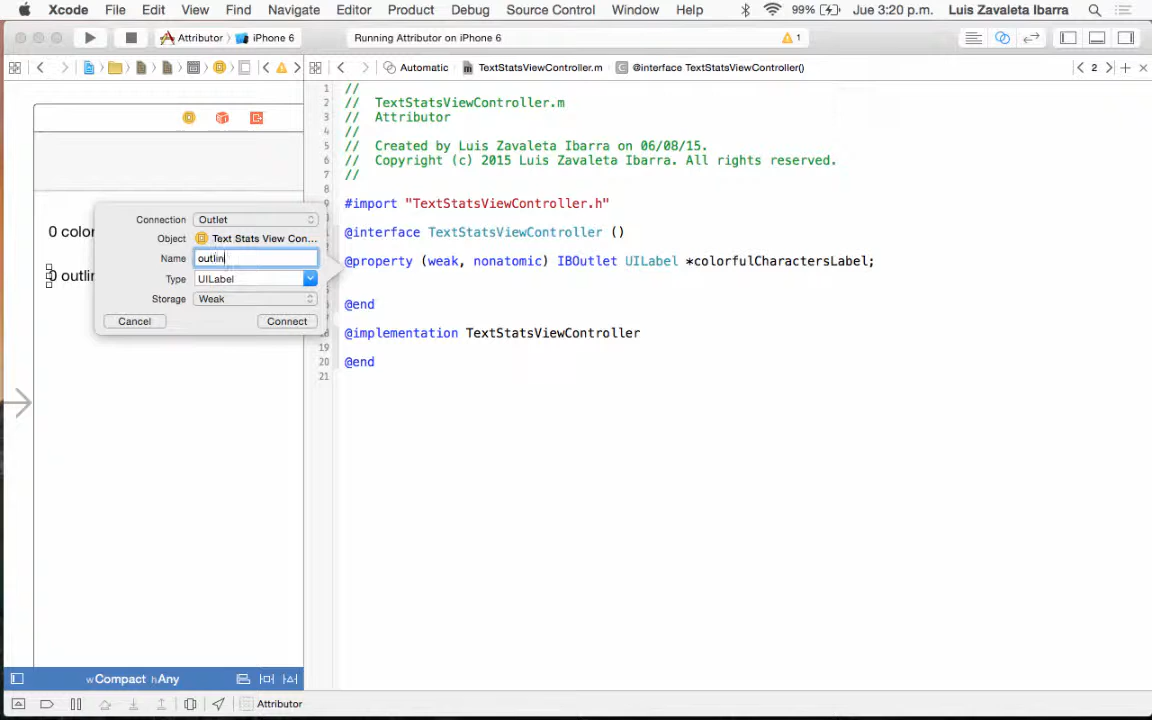 Xcode File Edit View Find Navigate Editor Product Debug Source Control Window Help 99% Jue 3:20 p.m. Luis Zavaleta Ibarra
Attributor iPhone 6 Running Attributor on iPhone 6 1
Automatic TextStatsViewController.m @interface TextStatsViewController() 2
1 //
2 // TextStatsViewController.m
3 // Attributor
4 //
5 // Created by Luis Zavaleta Ibarra on 06/08/15.
6 // Copyright (c) 2015 Luis Zavaleta Ibarra. All rights reserved.
7 //
8
#import "TextStatsViewController.h"
@interface TextStatsViewController ()
@property (weak, nonatomic) IBOutlet UILabel *colorfulCharactersLabel;
@end
@implementation TextStatsViewController
19
20 @end
21
0 color
0 outlin
Connection Outlet
Object Text Stats View Con...
Name outlin
Type UILabel
Storage Weak
Cancel Connect
wCompact hAny
Attributor